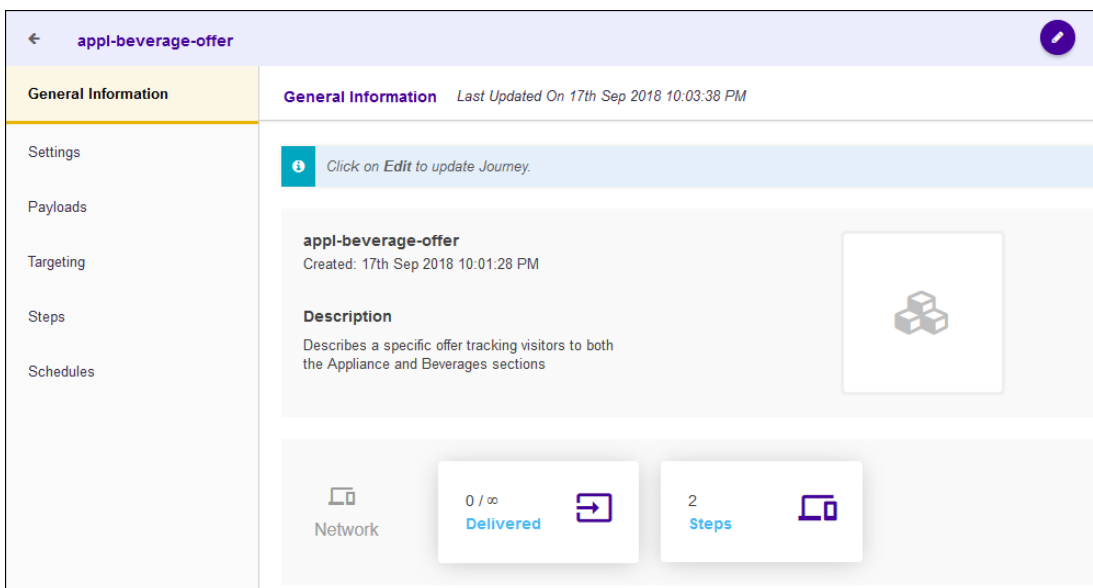 appl-beverage-offer
General Information
General Information Last Updated On 17th Sep 2018 10:03:38 PM
Settings
Click on Edit to update Journey.
Payloads
Targeting
Steps
Schedules
appl-beverage-offer
Created: 17th Sep 2018 10:01:28 PM
Description
Describes a specific offer tracking visitors to both
the Appliance and Beverages sections
Network
0 / ∞
Delivered
2
Steps